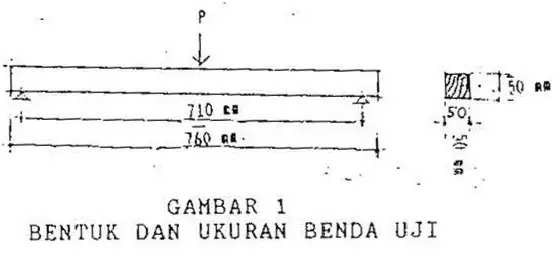 P
710 mm
760 mm
50 mm
50
GAMBAR 1
BENTUK DAN UKURAN BENDA UJI